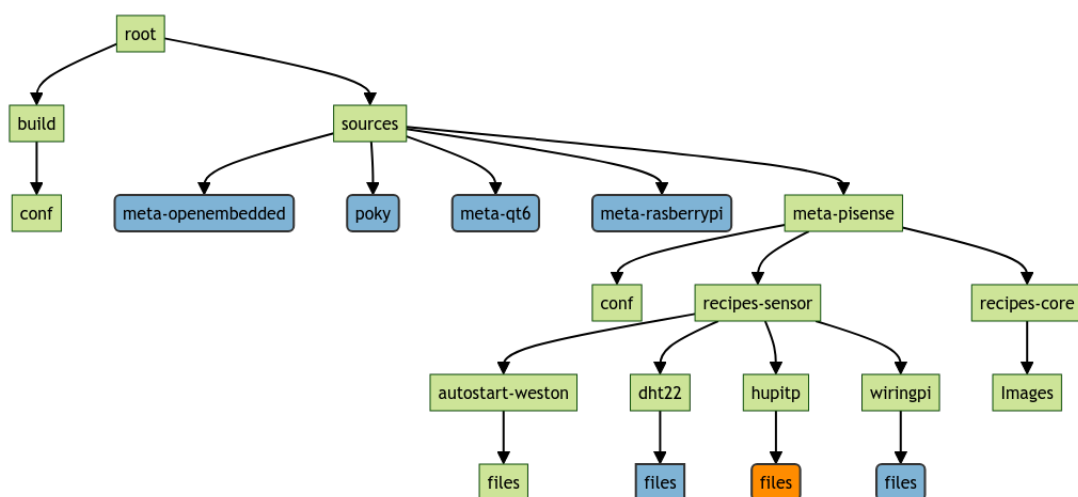 root
build
sources
conf
meta-openembedded
poky
meta-qt6
meta-rasberrypi
meta-pisense
conf
recipes-sensor
recipes-core
autostart-weston
dht22
hupitp
wiringpi
Images
files
files
files
files